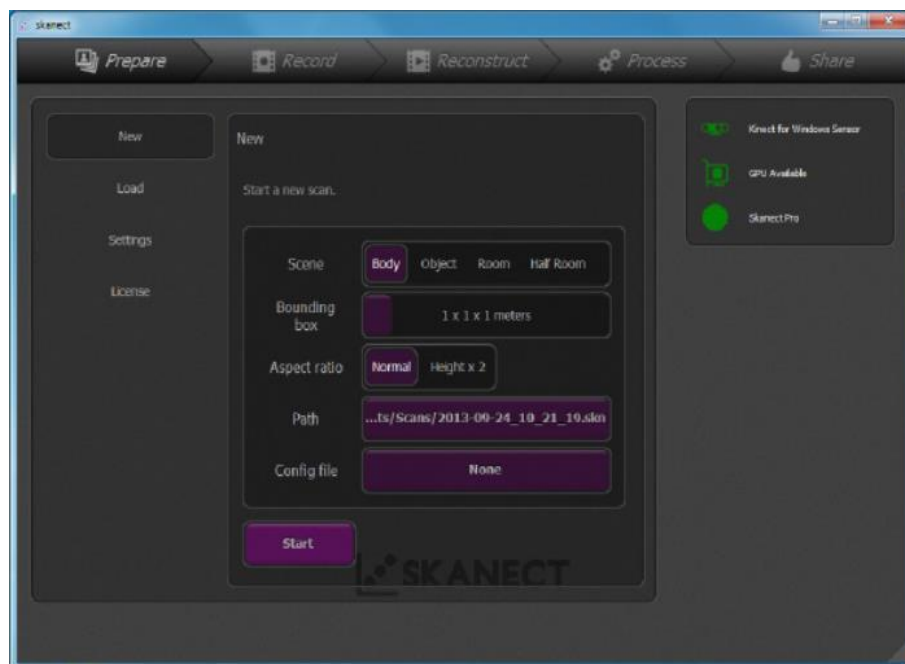 skanect
Prepare
Record
Reconstruct
Process
Share
New
Load
Settings
License
New
Start a new scan.
Scene
Body
Object
Room
Half Room
Bounding
box
1 x 1 x 1 meters
Aspect ratio
Normal
Height x 2
Path
...ts/Scans/2013-09-24_10_21_19.skn
Config file
None
Start
SKANECT
Kinect for Windows Sensor
GPU Available
Skanect Pro